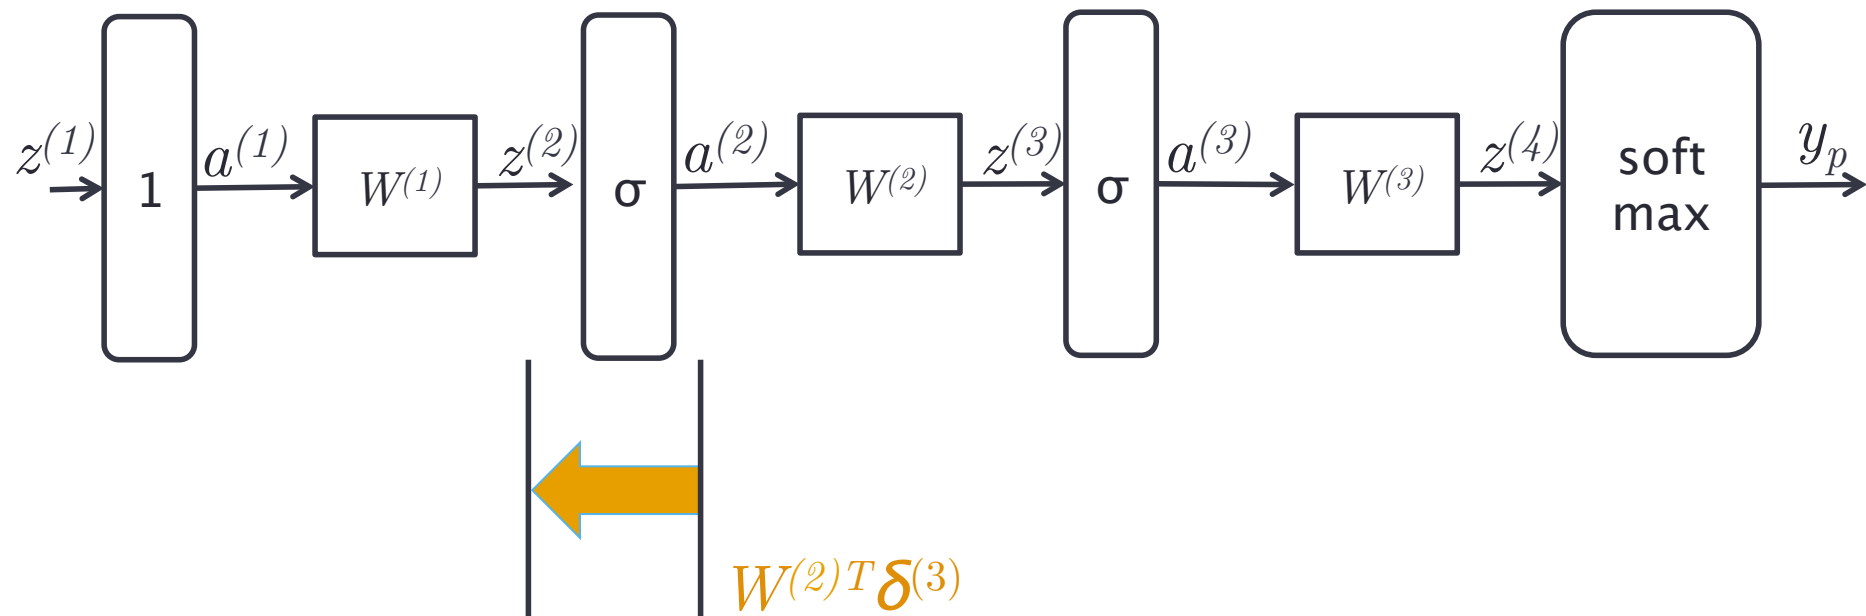 z^(1) 1 a^(1) W^(1) z^(2) σ a^(2) W^(2) z^(3) σ a^(3) W^(3) z^(4) soft y_p
max
W^(2)T δ^(3)